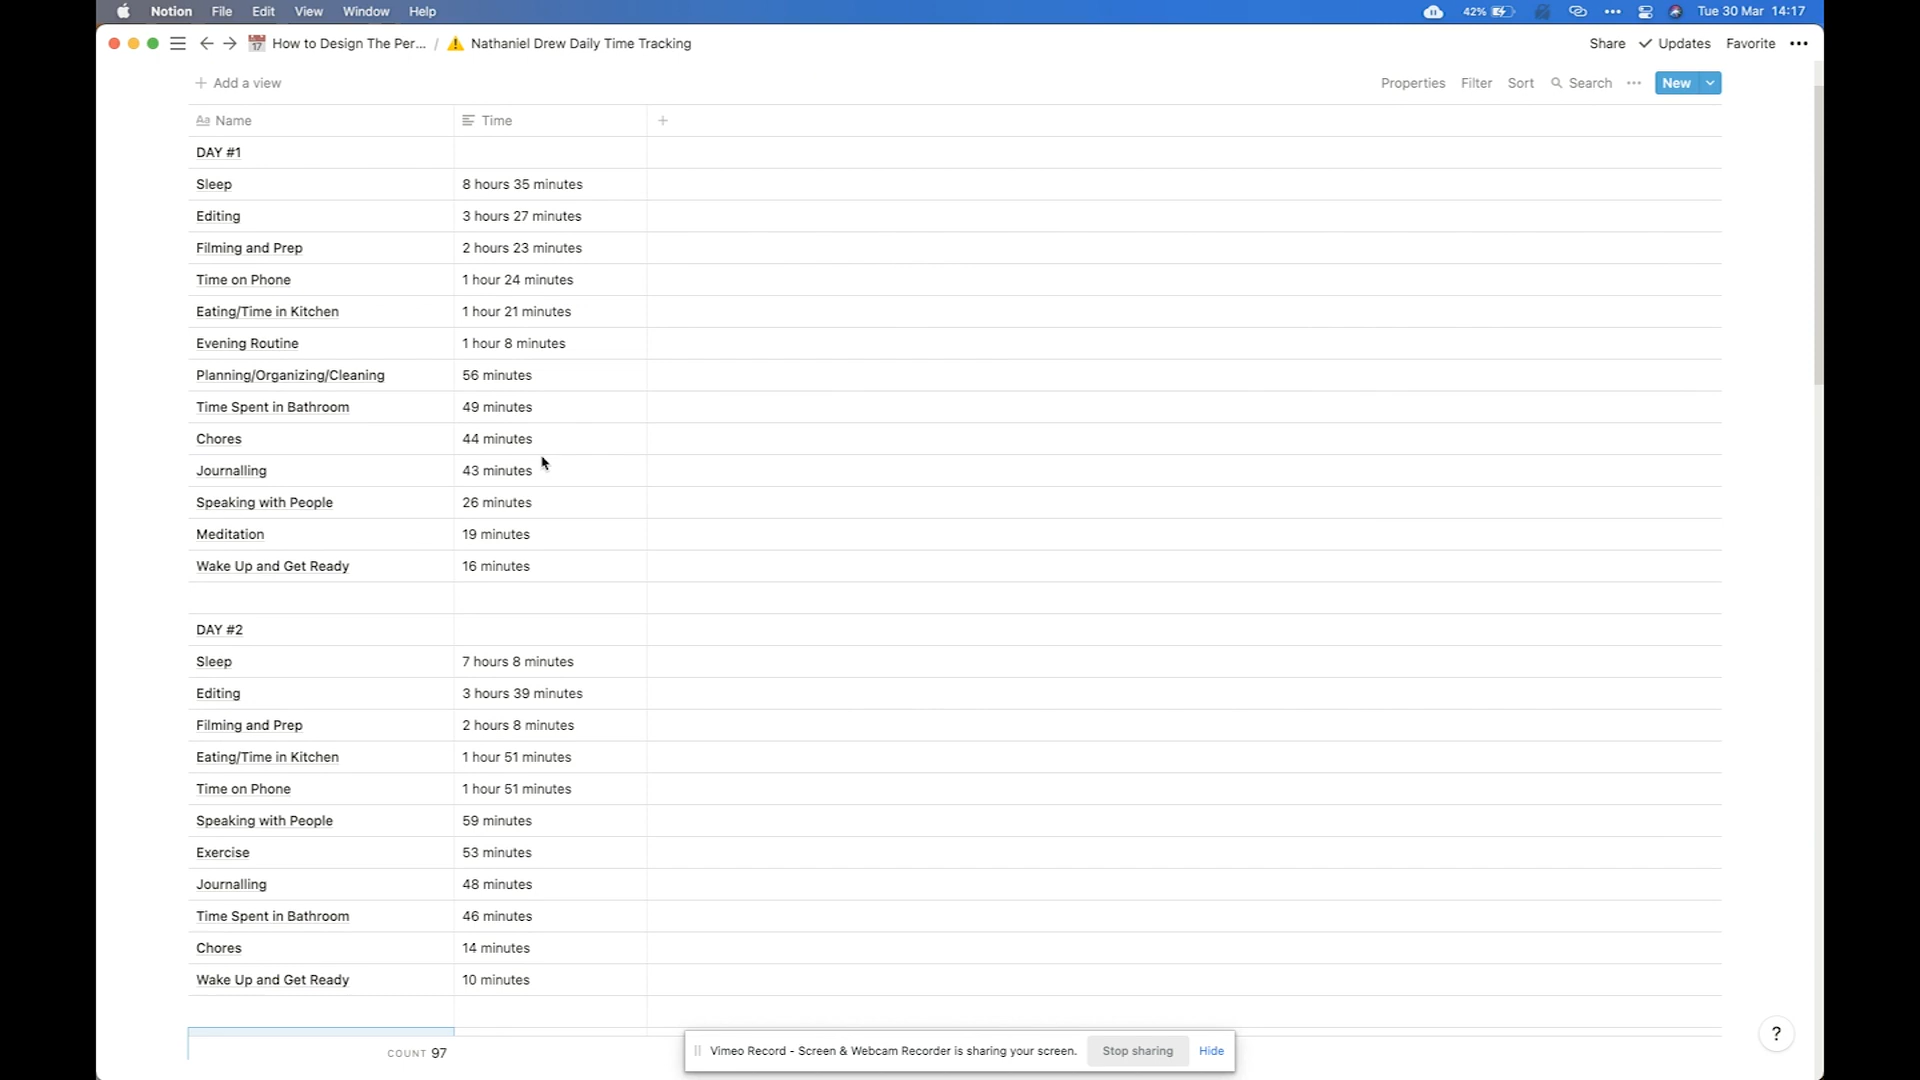 Notion File Edit View Window Help 42% Tue 30 Mar 14:17
How to Design The Per... / Nathaniel Drew Daily Time Tracking Share Updates Favorite
Add a view Properties Filter Sort Search New
Aa Name Time
DAY #1
Sleep 8 hours 35 minutes
Editing 3 hours 27 minutes
Filming and Prep 2 hours 23 minutes
Time on Phone 1 hour 24 minutes
Eating/Time in Kitchen 1 hour 21 minutes
Evening Routine 1 hour 8 minutes
Planning/Organizing/Cleaning 56 minutes
Time Spent in Bathroom 49 minutes
Chores 44 minutes
Journalling 43 minutes
Speaking with People 26 minutes
Meditation 19 minutes
Wake Up and Get Ready 16 minutes
DAY #2
Sleep 7 hours 8 minutes
Editing 3 hours 39 minutes
Filming and Prep 2 hours 8 minutes
Eating/Time in Kitchen 1 hour 51 minutes
Time on Phone 1 hour 51 minutes
Speaking with People 59 minutes
Exercise 53 minutes
Journalling 48 minutes
Time Spent in Bathroom 46 minutes
Chores 14 minutes
Wake Up and Get Ready 10 minutes
COUNT 97
Vimeo Record - Screen & Webcam Recorder is sharing your screen. Stop sharing Hide
?